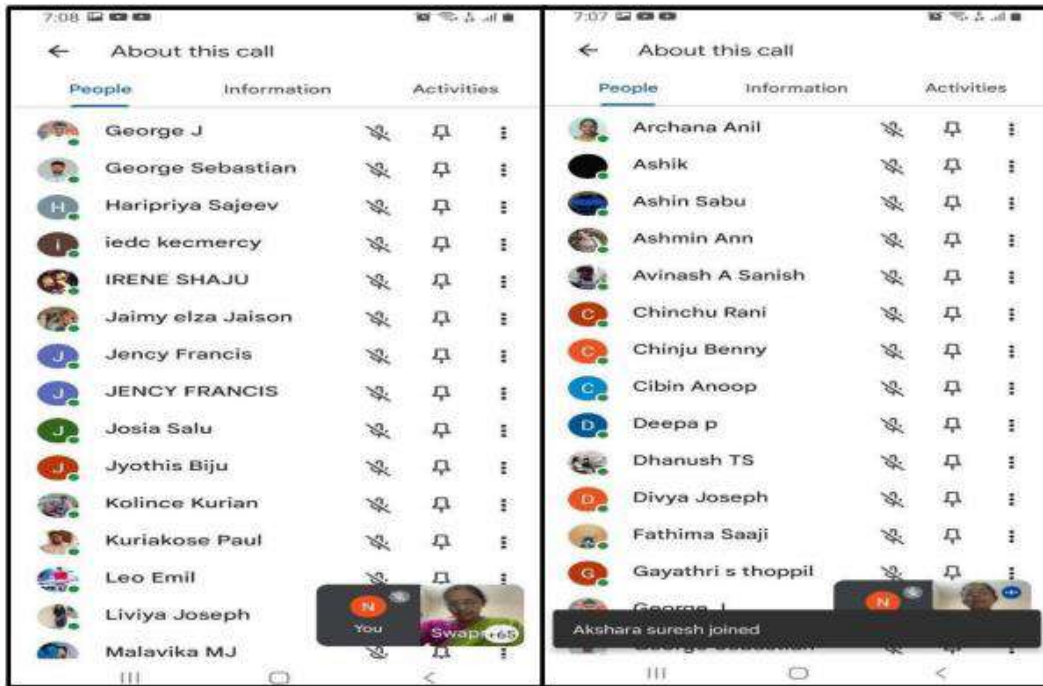 7:08
About this call
People Information Activities
George J
George Sebastian
H Haripriya Sajeev
i iedc kecmercy
IRENE SHAJU
Jaimy elza Jaison
J Jency Francis
J JENCY FRANCIS
J Josia Salu
J Jyothis Biju
Kolince Kurian
Kuriakose Paul
Leo Emil
Liviya Joseph
N
You
Swap +65
Malavika MJ
7:07
About this call
People Information Activities
Archana Anil
Ashik
Ashin Sabu
Ashmin Ann
Avinash A Sanish
C Chinchu Rani
C Chinju Benny
C Cibin Anoop
D Deepa p
Dhanush TS
D Divya Joseph
Fathima Saaji
G Gayathri s thoppil
George J
N
Akshara suresh joined